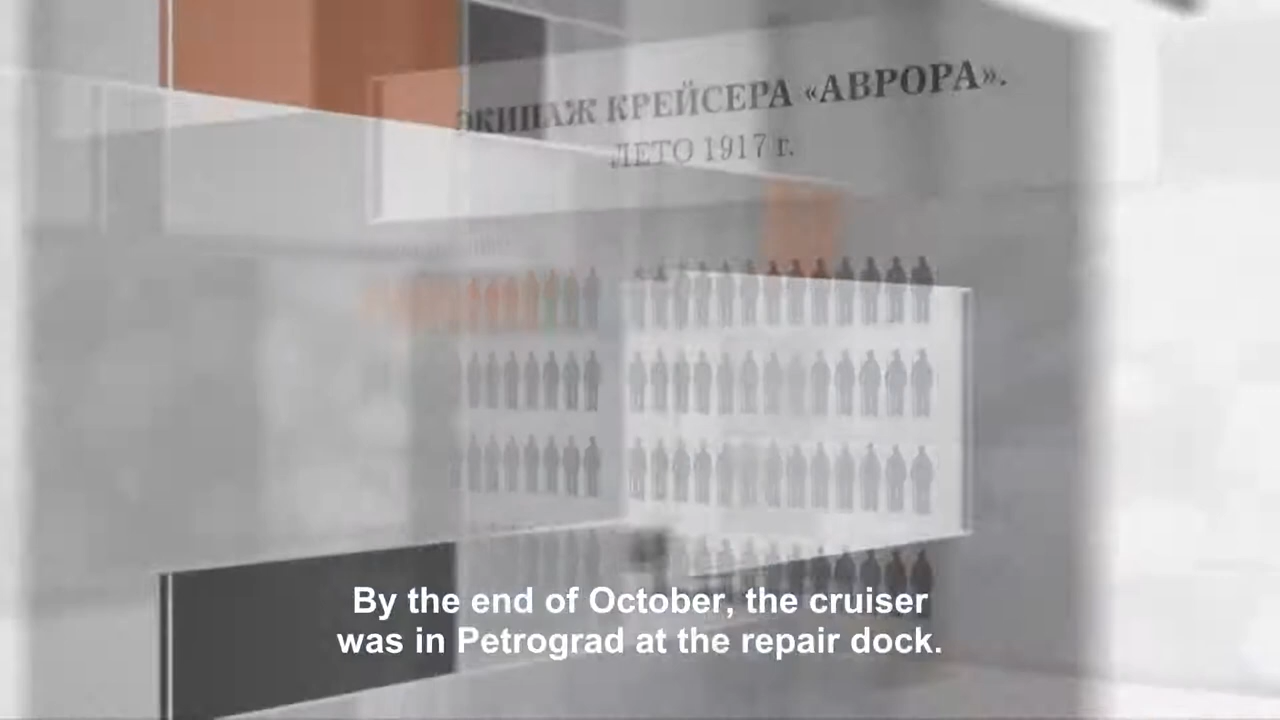 ЭКИПАЖ КРЕЙСЕРА «АВРОРА».
ЛЕТО 1917 г.
By the end of October, the cruiser
was in Petrograd at the repair dock.